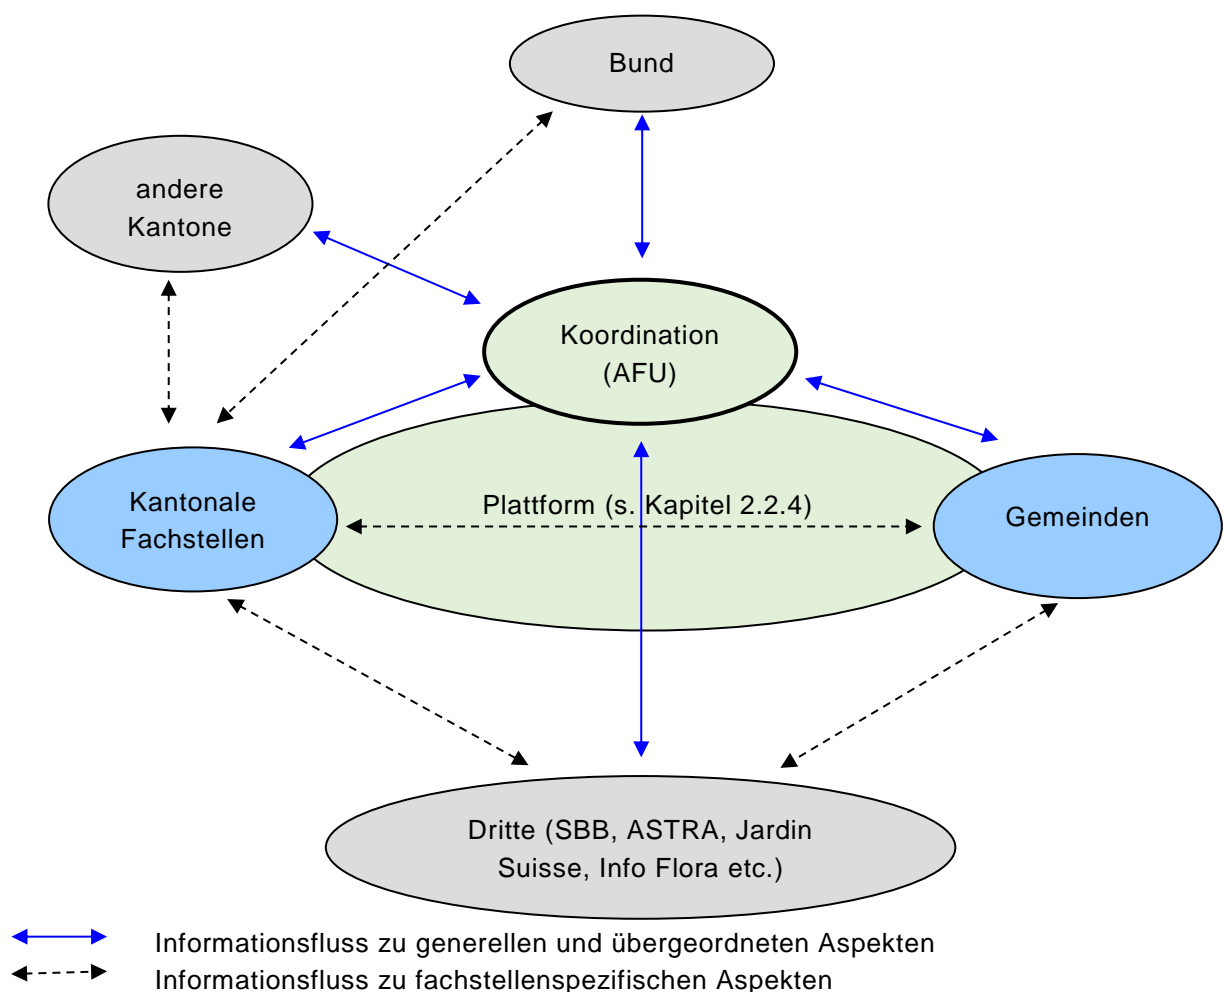 Bund
andere
Kantone
Koordination
(AFU)
Kantonale
Fachstellen
Plattform (s. Kapitel 2.2.4)
Gemeinden
Dritte (SBB, ASTRA, Jardin
Suisse, Info Flora etc.)
Informationsfluss zu generellen und übergeordneten Aspekten
Informationsfluss zu fachstellenspezifischen Aspekten